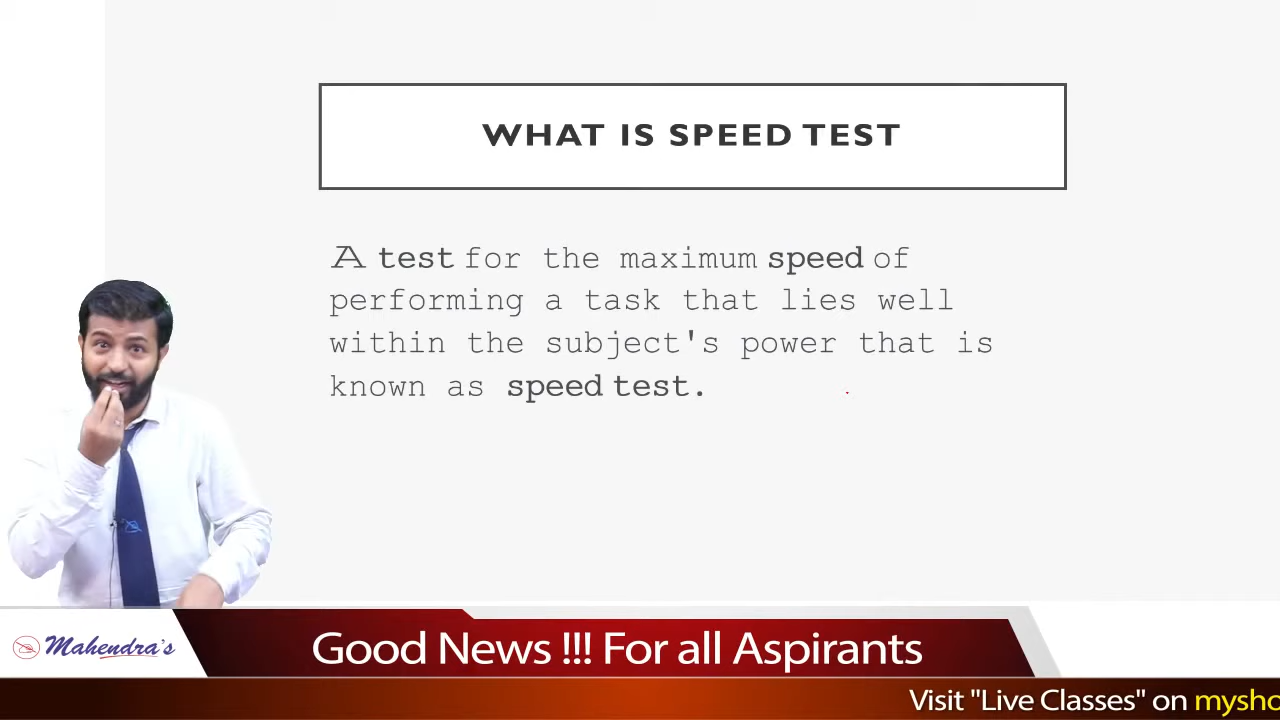 WHAT IS SPEED TEST
A test for the maximum speed of
performing a task that lies well
within the subject's power that is
known as speed test.
Mahendra's
Good News !!! For all Aspirants
Visit "Live Classes" on mysho